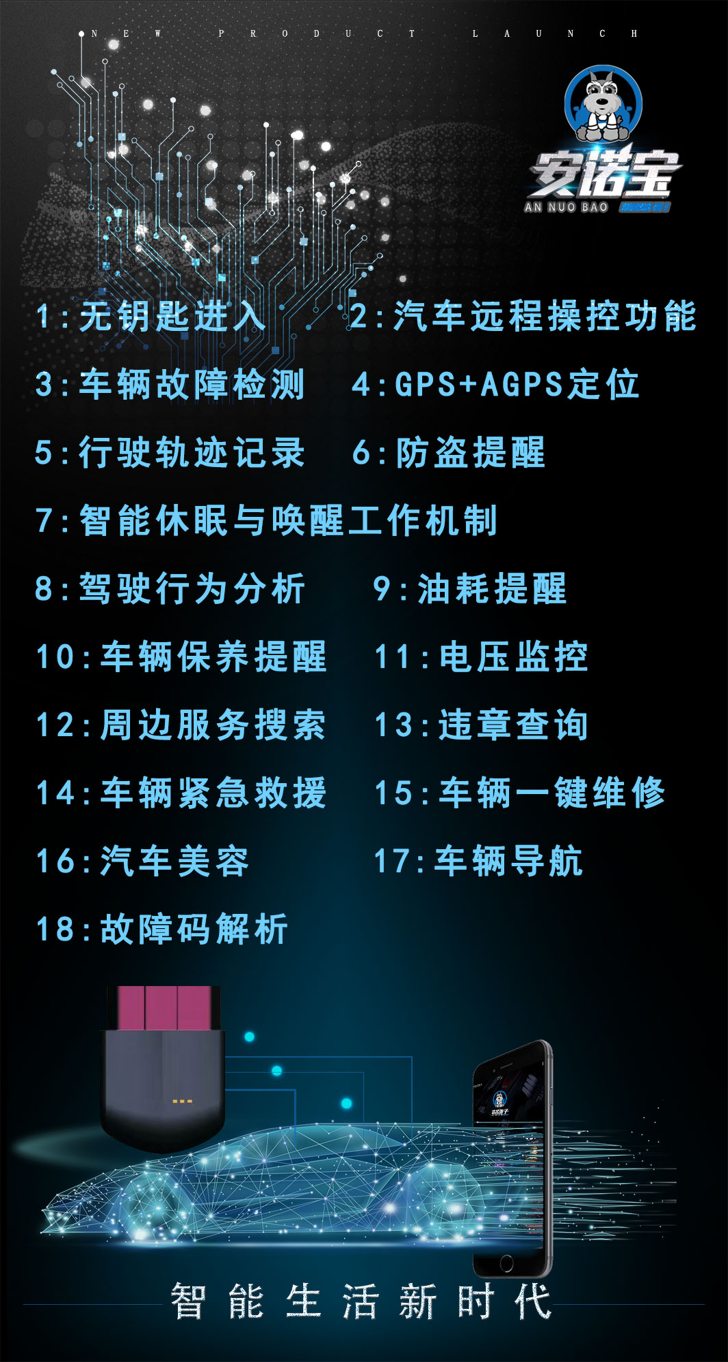 NEW PRODUCT LAUNCH
安诺宝
AN NUO BAO
1:无钥匙进入 2:汽车远程操控功能
3:车辆故障检测 4:GPS+AGPS定位
5:行驶轨迹记录 6:防盗提醒
7:智能休眠与唤醒工作机制
8:驾驶行为分析 9:油耗提醒
10:车辆保养提醒 11:电压监控
12:周边服务搜索 13:违章查询
14:车辆紧急救援 15:车辆一键维修
16:汽车美容 17:车辆导航
18:故障码解析
智能生活新时代